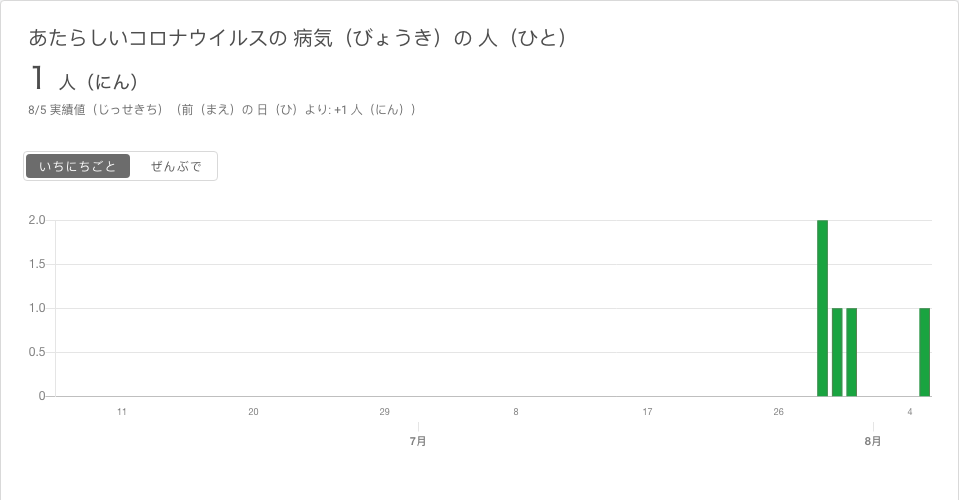 あたらしいコロナウイルスの 病気（びょうき）の 人（ひと）
1 人（にん）
8/5 実績値（じっせきち）（前（まえ）の 日（ひ）より: +1 人（にん））
いちにちごと ぜんぶで
2.0
1.5
1.0
0.5
0
11 20 29 8 17 26 4
7月 8月